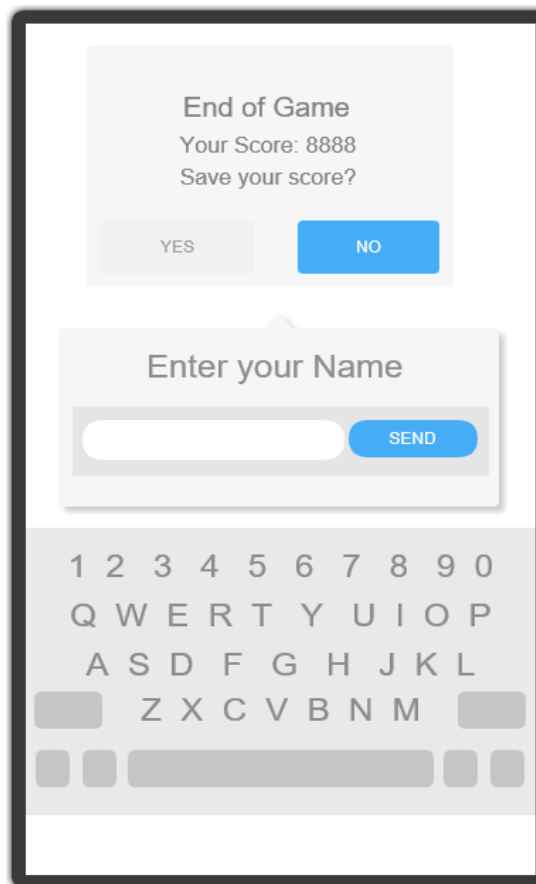 End of Game
Your Score: 8888
Save your score?
YES NO
Enter your Name
SEND
1 2 3 4 5 6 7 8 9 0
Q W E R T Y U I O P
A S D F G H J K L
Z X C V B N M